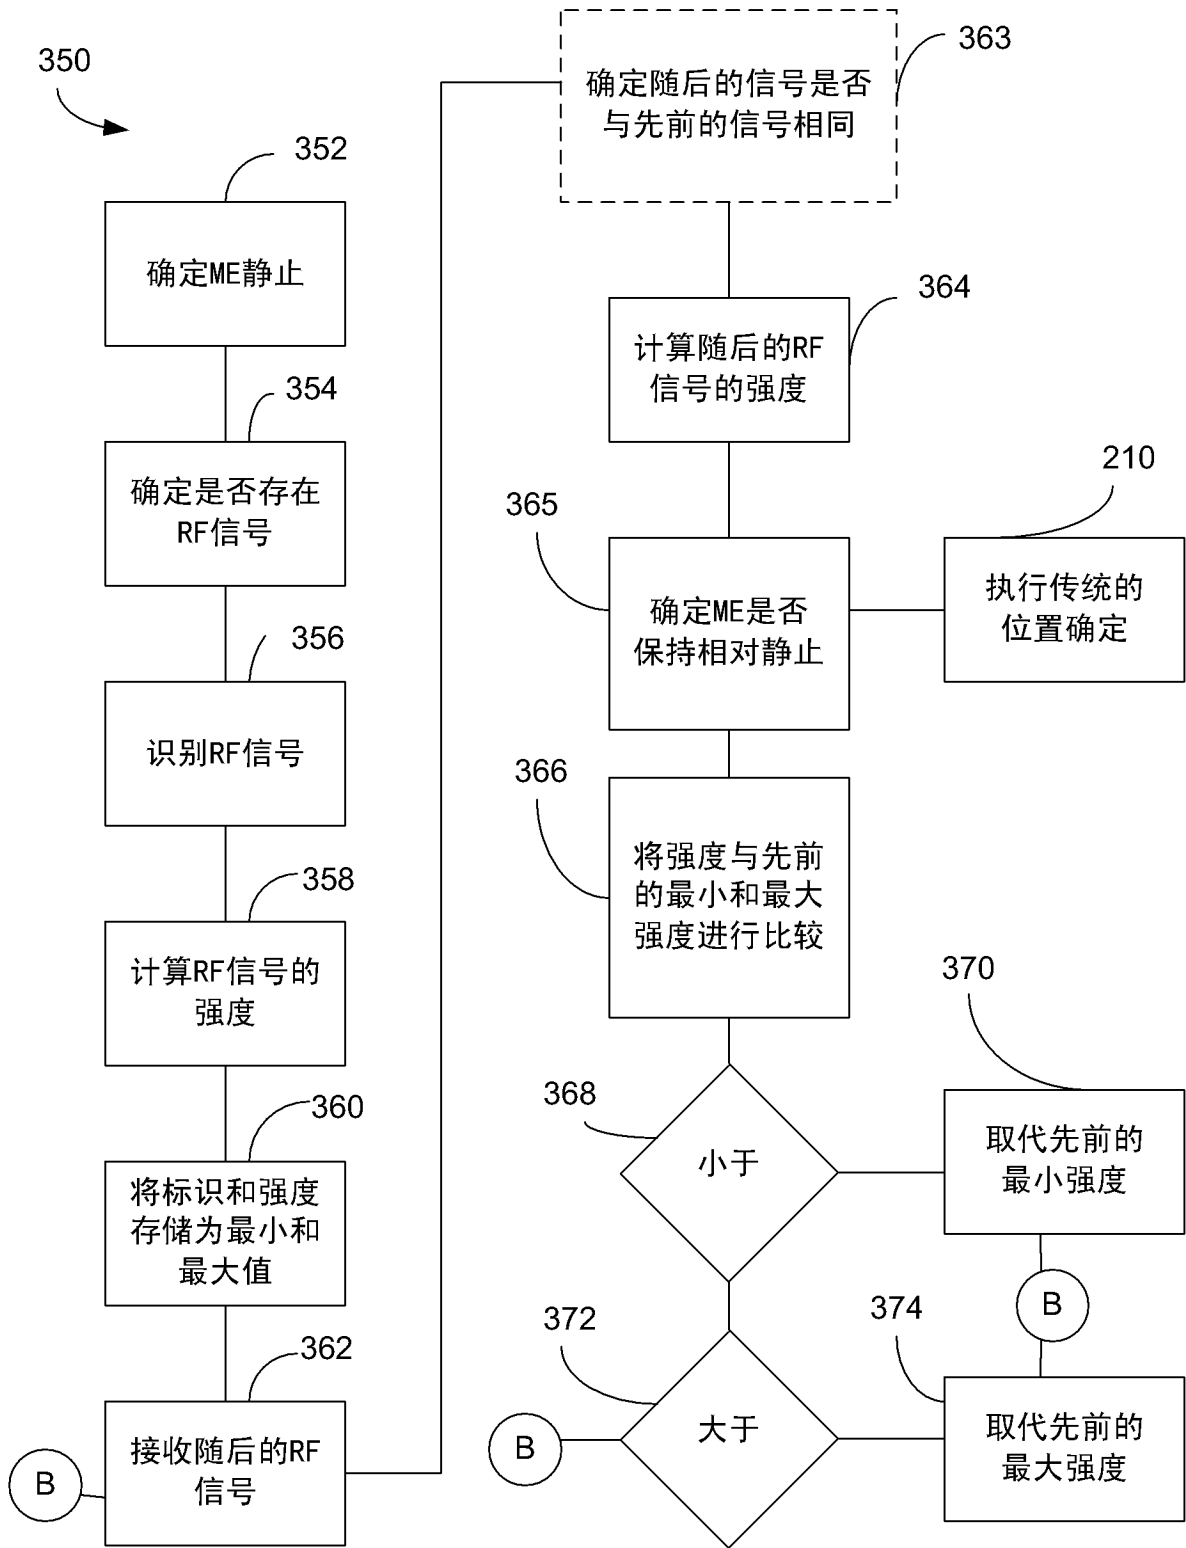 350
352
确定ME静止
354
确定是否存在
RF信号
356
识别RF信号
358
计算RF信号的
强度
360
将标识和强度
存储为最小和
最大值
362
接收随后的RF
信号
B
363
确定随后的信号是否
与先前的信号相同
364
计算随后的RF
信号的强度
365
确定ME是否
保持相对静止
210
执行传统的
位置确定
366
将强度与先前
的最小和最大
强度进行比较
368
小于
370
取代先前的
最小强度
B
372
大于
B
374
取代先前的
最大强度